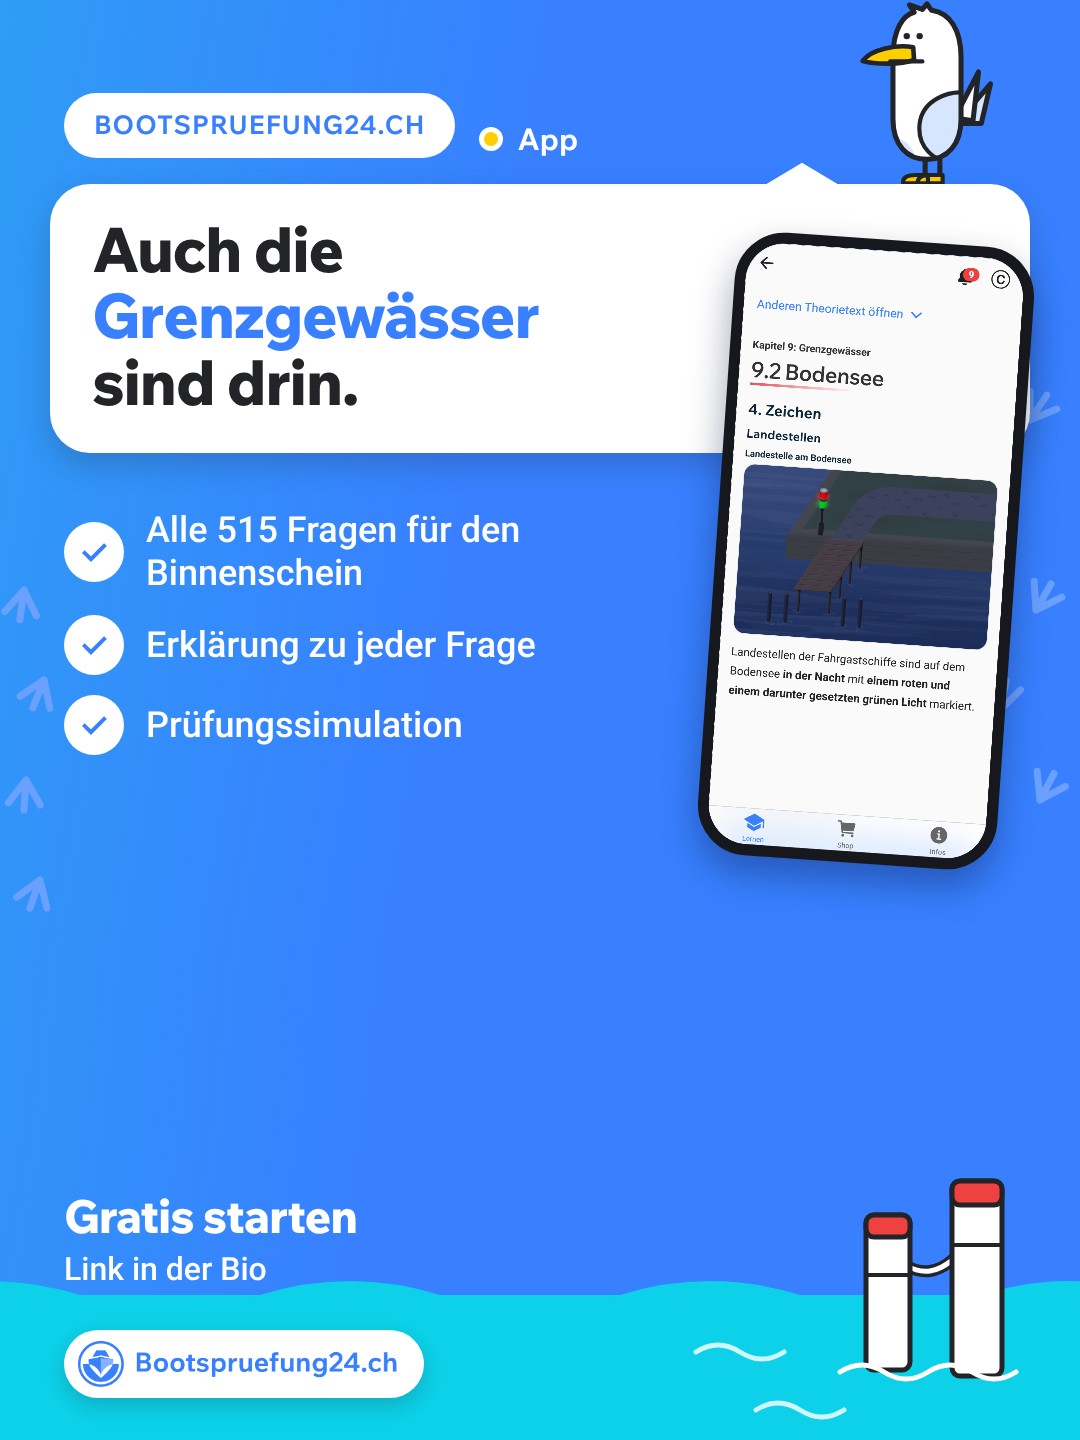 BOOTSPRUEFUNG24.CH
App
Auch die
Grenzgewässer
sind drin.
9
C
Anderen Theorietext öffnen
Kapitel 9: Grenzgewässer
9.2 Bodensee
4. Zeichen
Landestellen
Landestelle am Bodensee
Landestellen der Fahrgastschiffe sind auf dem
Bodensee in der Nacht mit einem roten und
einem darunter gesetzten grünen Licht markiert.
Lernen
Shop
Infos
Alle 515 Fragen für den
Binnenschein
Erklärung zu jeder Frage
Prüfungssimulation
Gratis starten
Link in der Bio
Bootspruefung24.ch